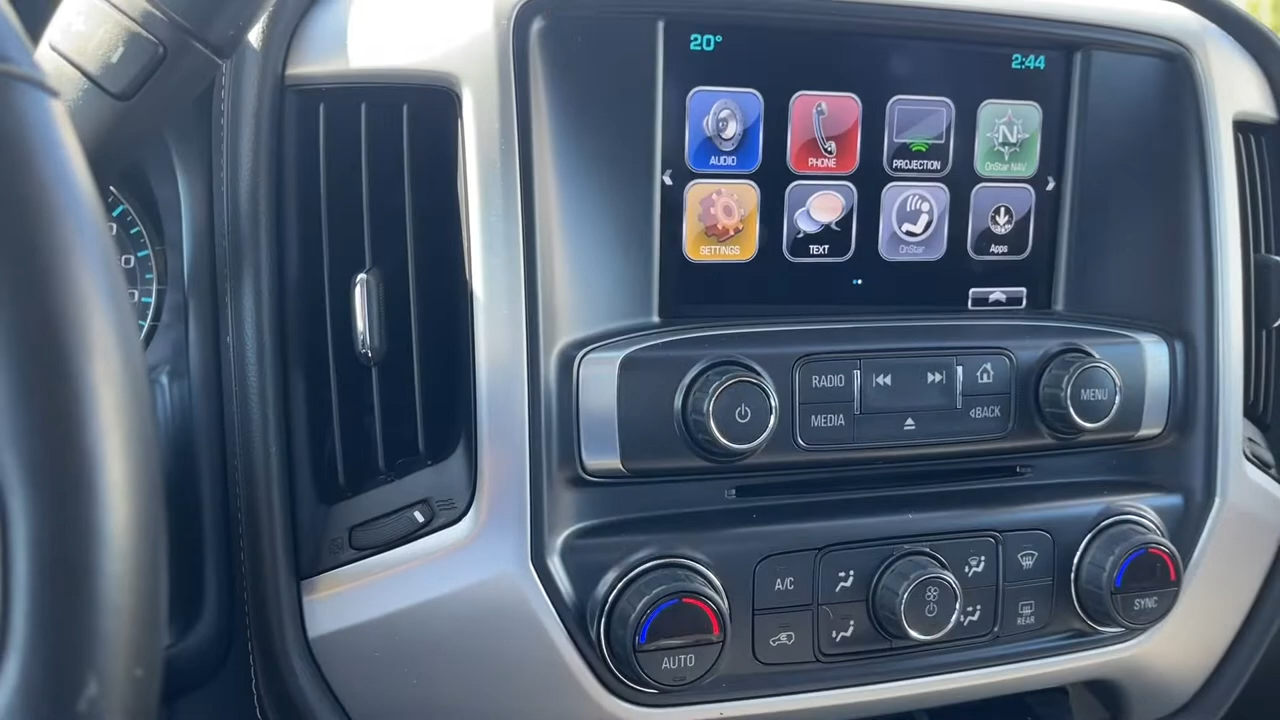 20°
2:44
AUDIO
PHONE
PROJECTION
N
OnStar NAV
SETTINGS
TEXT
OnStar
Apps
RADIO
MEDIA
BACK
MENU
A/C
AUTO
REAR
SYNC